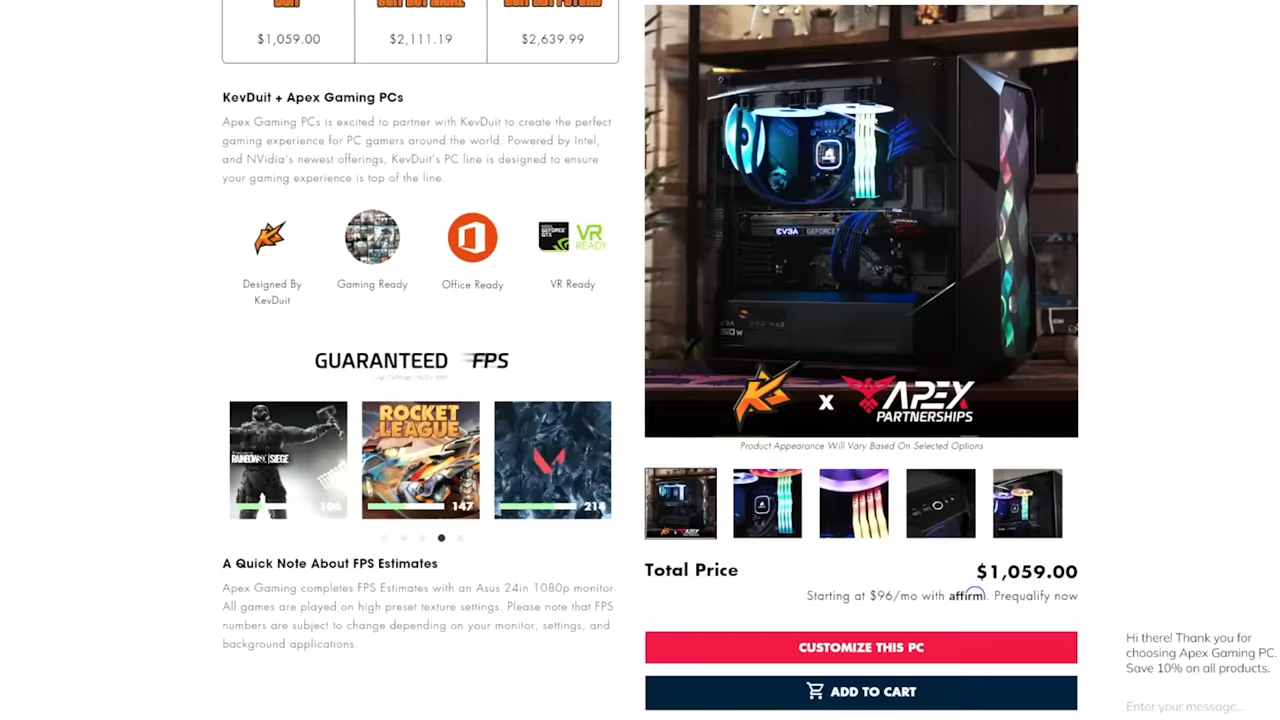 $1,059.00
$2,111.19
$2,639.99
KevDuit + Apex Gaming PCs
Apex Gaming PCs is excited to partner with KevDuit to create the perfect
gaming experience for PC gamers around the world. Powered by Intel,
and NVidia's newest offerings, KevDuit's PC line is designed to ensure
your gaming experience is top of the line.
GEFORCE
GTX
VR
READY
Designed By
KevDuit
Gaming Ready
Office Ready
VR Ready
GUARANTEED FPS
RAINBOW SIEGE
106
ROCKET
LEAGUE
147
214
A Quick Note About FPS Estimates
Apex Gaming completes FPS Estimates with an Asus 24in 1080p monitor
All games are played on high preset texture settings. Please note that FPS
numbers are subject to change depending on your monitor, settings, and
background applications.
EVGA GEFORCE
x
APEX
PARTNERSHIPS
Product Appearance Will Vary Based On Selected Options
Total Price
$1,059.00
Starting at $96/mo with affirm. Prequalify now
CUSTOMIZE THIS PC
ADD TO CART
Hi there! Thank you for
choosing Apex Gaming PC.
Save 10% on all products.
Enter your message...